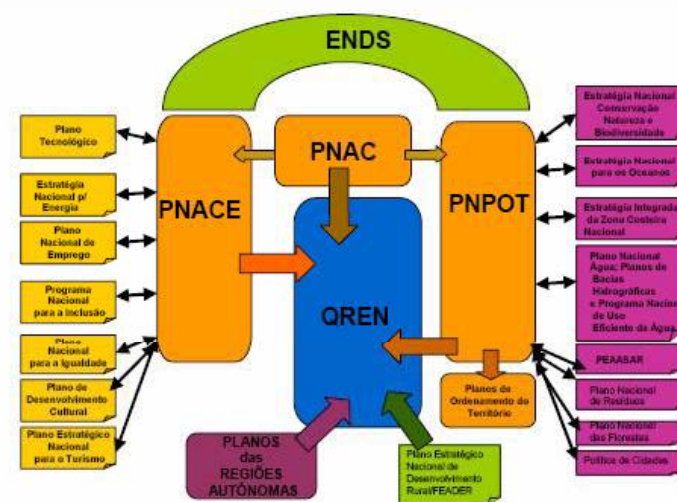 ENDS
Plano
Tecnológico
Estratégia
Nacional p/
Energia
Plano
Nacional de
Emprego
Programa
Nacional
para a Inclusão
Plano
Nacional
para a Igualdade
Plano de
Desenvolvimento
Cultural
Plano Estratégico
Nacional
para o Turismo
PNACE
PNAC
QREN
PNPOT
Planos de
Ordenamento do
Território
PLANOS
das
REGIÕES
AUTÓNOMAS
Plano Estratégico
Nacional de
Desenvolvimento
Rural/FEADER
Estratégia Nacional
Conservação
Natureza e
Biodiversidade
Estratégia Nacional
para os Oceanos
Estratégia Integrada
da Zona Costeira
Nacional
Plano Nacional
Água; Planos de
Bacias
Hidrográficas
e Programa Nacion
de Uso
Eficiente da Água
PEAASAR
Plano Nacional
de Resíduos
Plano Nacional
das Florestas
Política de Cidades